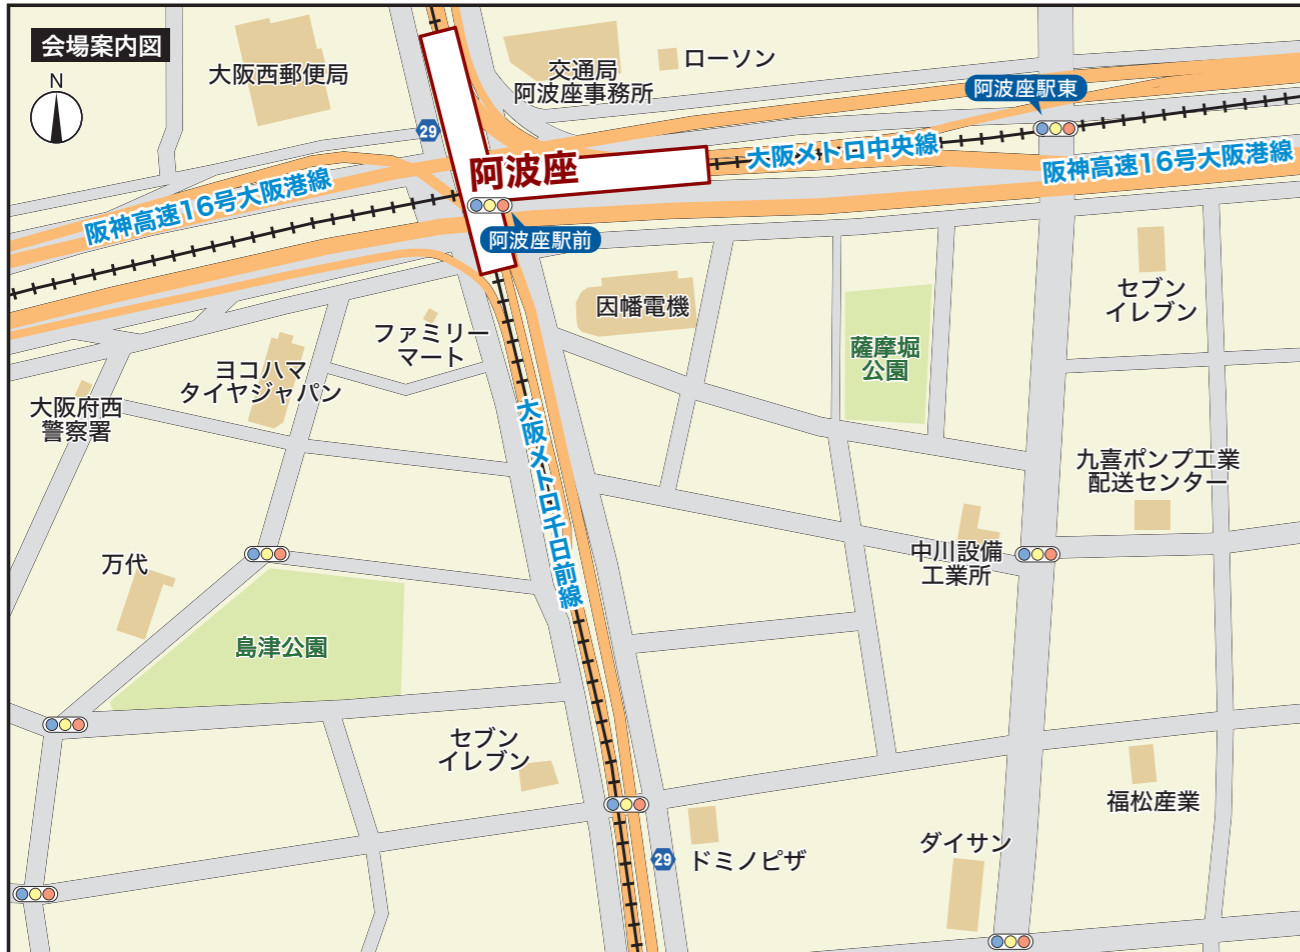 会場案内図
N
大阪西郵便局
交通局
阿波座事務所
ローソン
阿波座駅東
29
阿波座
大阪メトロ中央線
阪神高速16号大阪港線
阪神高速16号大阪港線
阿波座駅前
因幡電機
セブン
イレブン
ファミリー
マート
薩摩堀
公園
ヨコハマ
タイヤジャパン
大阪府西
警察署
大阪メトロ千日前線
九喜ポンプ工業
配送センター
中川設備
工業所
万代
島津公園
セブン
イレブン
福松産業
ダイサン
29
ドミノピザ